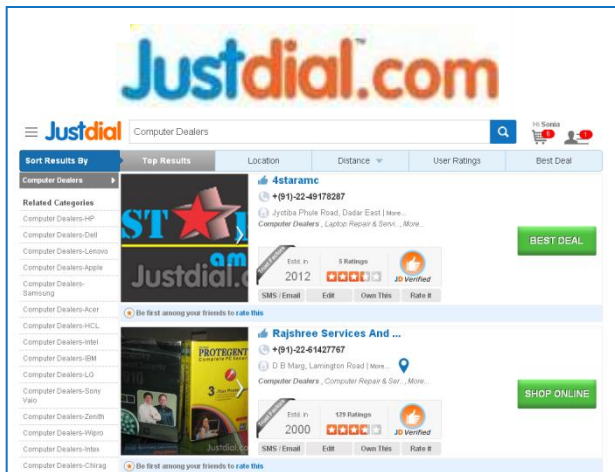 Justdial.com
Justdial
Computer Dealers
Hi Sonia
Sort Results By
Top Results
Location
Distance
User Ratings
Best Deal
Computer Dealers
Related Categories
Computer Dealers-HP
Computer Dealers-Dell
Computer Dealers-Lenovo
Computer Dealers-Apple
Computer Dealers-
Samsung
Computer Dealers-Acer
Computer Dealers-HCL
Computer Dealers-Intel
Computer Dealers-IBM
Computer Dealers-LG
Computer Dealers-Sony
Vaio
Computer Dealers-Zenith
Computer Dealers-Wipro
Computer Dealers-Intex
Computer Dealers-Chirag
ST
am
Justdial.c
4staramc
+(91)-22-49178287
Jyotiba Phule Road, Dadar East | More..
Computer Dealers , Laptop Repair & Servi.. , More..
Estd. in
2012
5 Ratings
JD Verified
SMS / Email
Edit
Own This
Rate it
BEST DEAL
Be first among your friends to rate this
PROTEGENT
3
Justdial.co
Rajshree Services And ...
+(91)-22-61427767
D B Marg, Lamington Road | More..
Computer Dealers , Computer Repair & Ser.. , More..
Estd. in
2000
129 Ratings
JD Verified
SMS / Email
Edit
Own This
Rate it
SHOP ONLINE
Be first among your friends to rate this